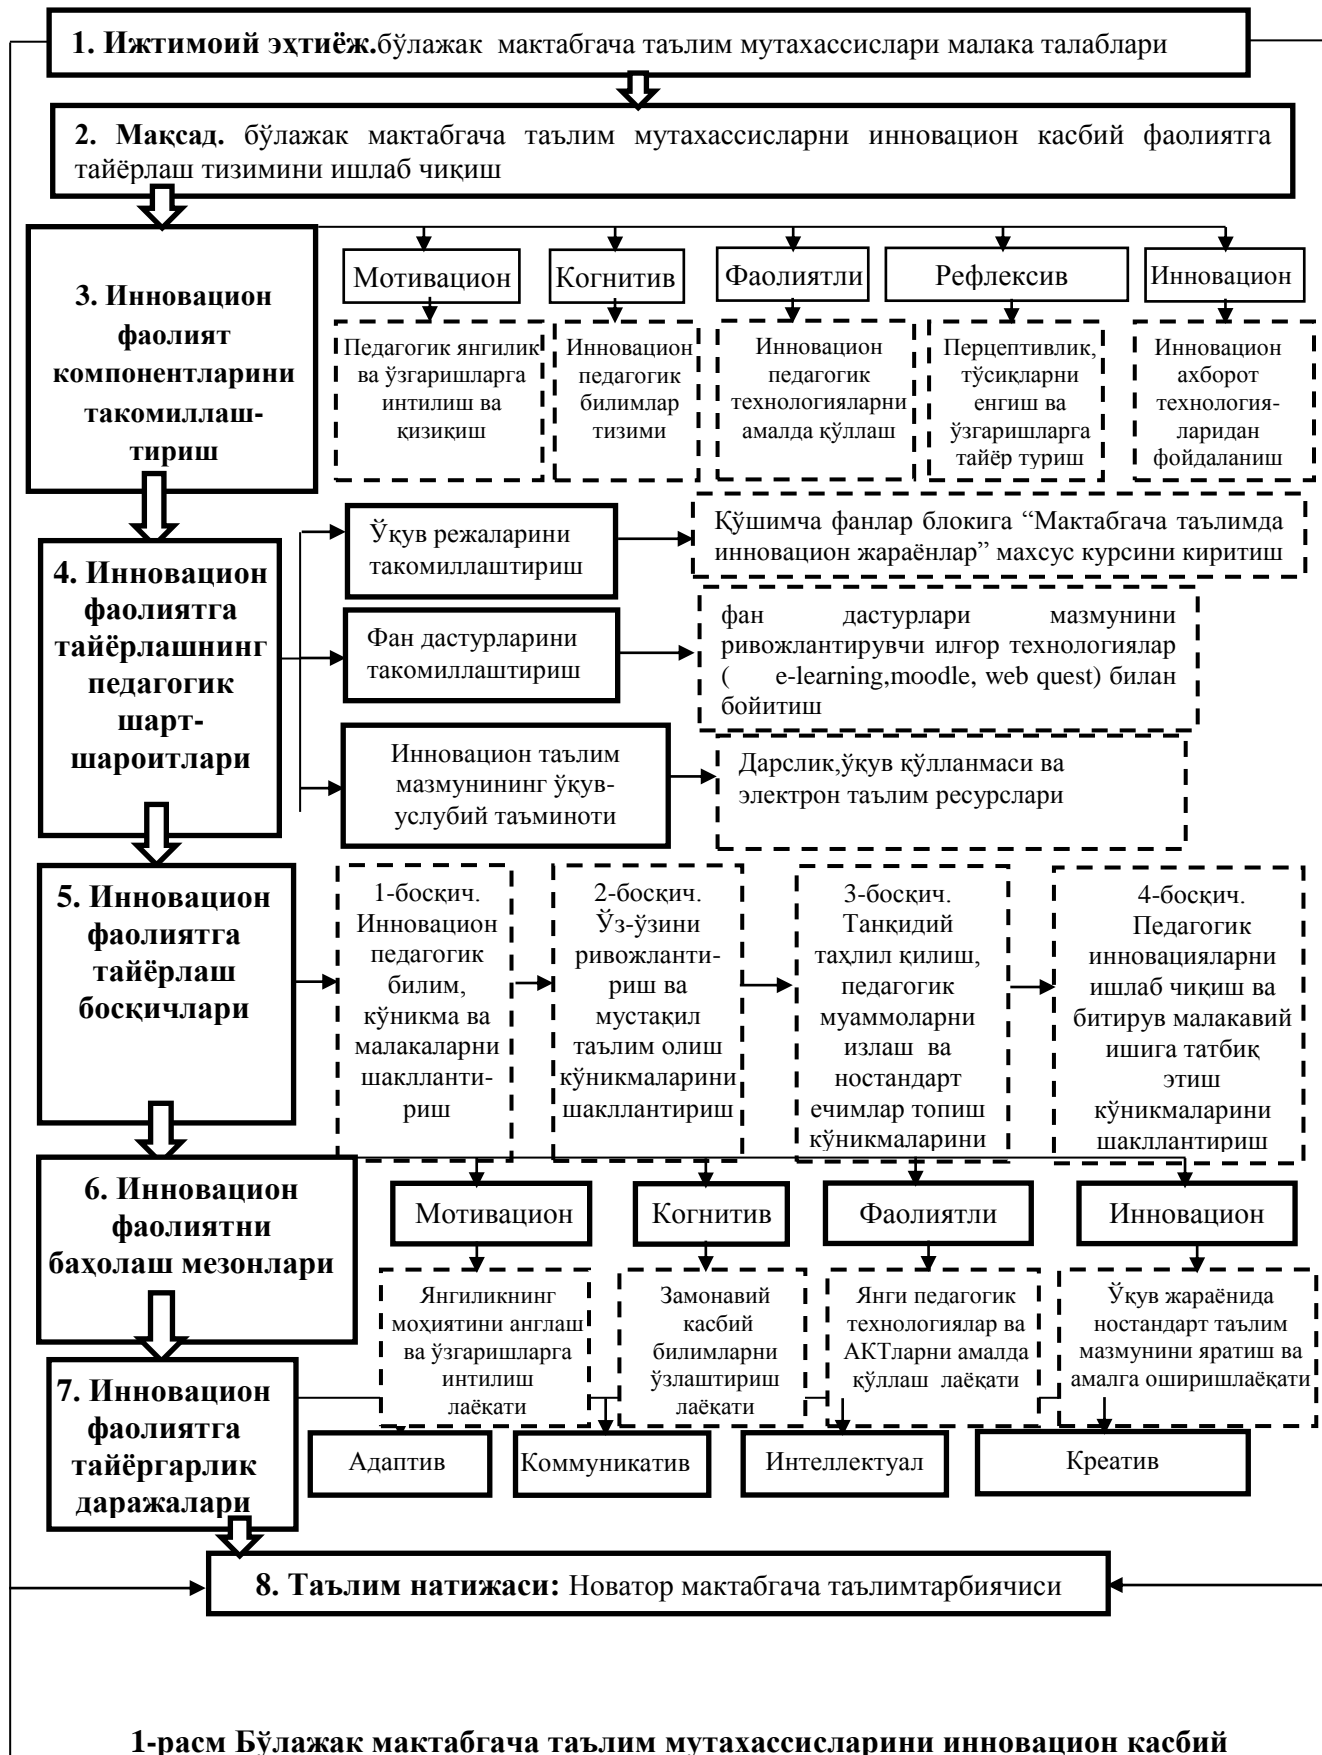 1. Ижтимоий эҳтиёж.бўлажак мактабгача таълим мутахассислари малака талаблари
2. Мақсад. бўлажак мактабгача таълим мутахассисларни инновацион касбий фаолиятга
тайёрлаш тизимини ишлаб чиқиш
3. Инновацион
фаолият
компонентларини
такомиллаш-
тириш
Мотивацион
Когнитив
Фаолиятли
Рефлексив
Инновацион
Педагогик янгилик
ва ўзгаришларга
интилиш ва
қизиқиш
Инновацион
педагогик
билимлар
тизими
Инновацион
педагогик
технологияларни
амалда қўллаш
Перцептивлик,
тўсиқларни
енгиш ва
ўзгаришларга
тайёр туриш
Инновацион
ахборот
технология-
ларидан
фойдаланиш
4. Инновацион
фаолиятга
тайёрлашнинг
педагогик
шарт-
шароитлари
Ўқув режаларини
такомиллаштириш
Қўшимча фанлар блокига “Мактабгача таълимда
инновацион жараёнлар” махсус курсини киритиш
Фан дастурларини
такомиллаштириш
фан дастурлари мазмунини
ривожлантирувчи илғор технологиялар
( e-learning,moodle, web quest) билан
бойитиш
Инновацион таълим
мазмунининг ўқув-
услубий таъминоти
Дарслик,ўқув қўлланмаси ва
электрон таълим ресурслари
5. Инновацион
фаолиятга
тайёрлаш
босқичлари
1-босқич.
Инновацион
педагогик
билим,
кўникма ва
малакаларни
шакллланти-
риш
2-босқич.
Ўз-ўзини
ривожланти-
риш ва
мустақил
таълим олиш
кўникмаларини
шакллантириш
3-босқич.
Танқидий
таҳлил қилиш,
педагогик
муаммоларни
излаш ва
ностандарт
ечимлар топиш
кўникмаларини
4-босқич.
Педагогик
инновацияларни
ишлаб чиқиш ва
битирув малакавий
ишига татбиқ
этиш
кўникмаларини
шакллантириш
6. Инновацион
фаолиятни
баҳолаш мезонлари
Мотивацион
Когнитив
Фаолиятли
Инновацион
Янгиликнинг
моҳиятини англаш
ва ўзгаришларга
интилиш
лаёқати
Замонавий
касбий
билимларни
ўзлаштириш
лаёқати
Янги педагогик
технологиялар ва
АКТларни амалда
қўллаш лаёқати
Ўқув жараёнида
ностандарт таълим
мазмунини яратиш ва
амалга оширишлаёқати
7. Инновацион
фаолиятга
тайёргарлик
даражалари
Адаптив
Коммуникатив
Интеллектуал
Креатив
8. Таълим натижаси: Новатор мактабгача таълимтарбиячиси
1-расм Бўлажак мактабгача таълим мутахассисларини инновацион касбий